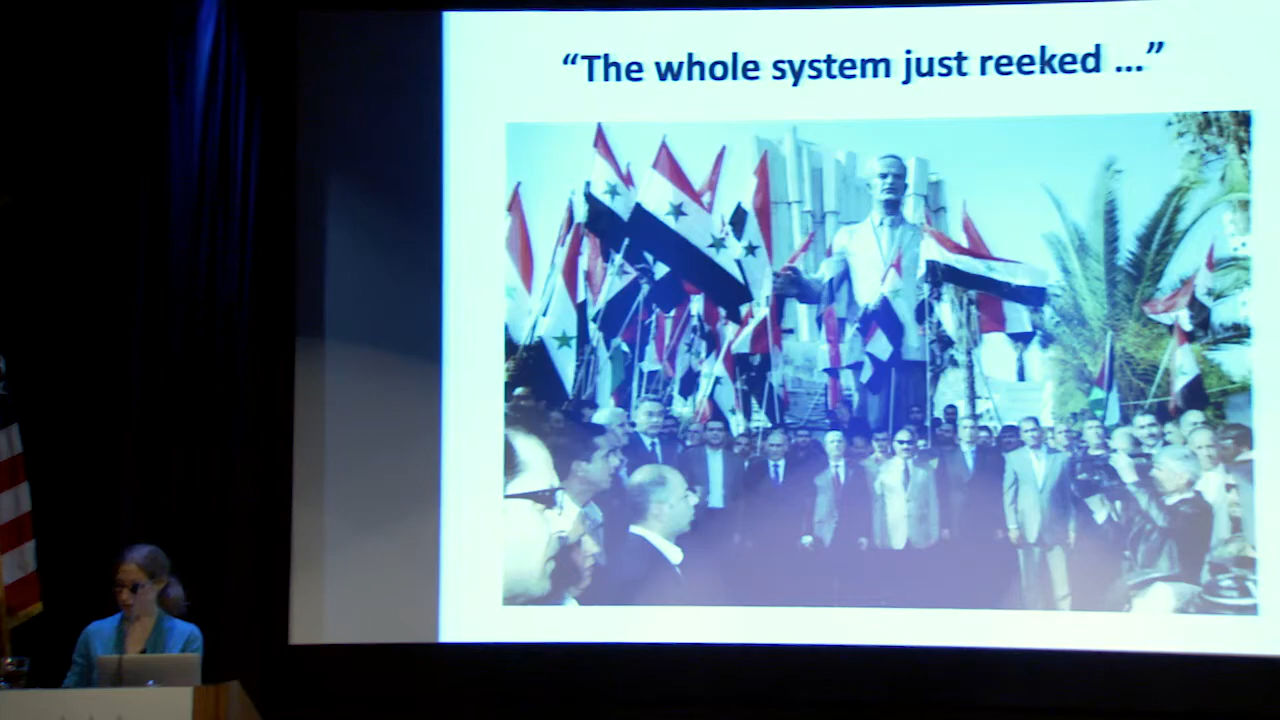 “The whole system just reeked ...”